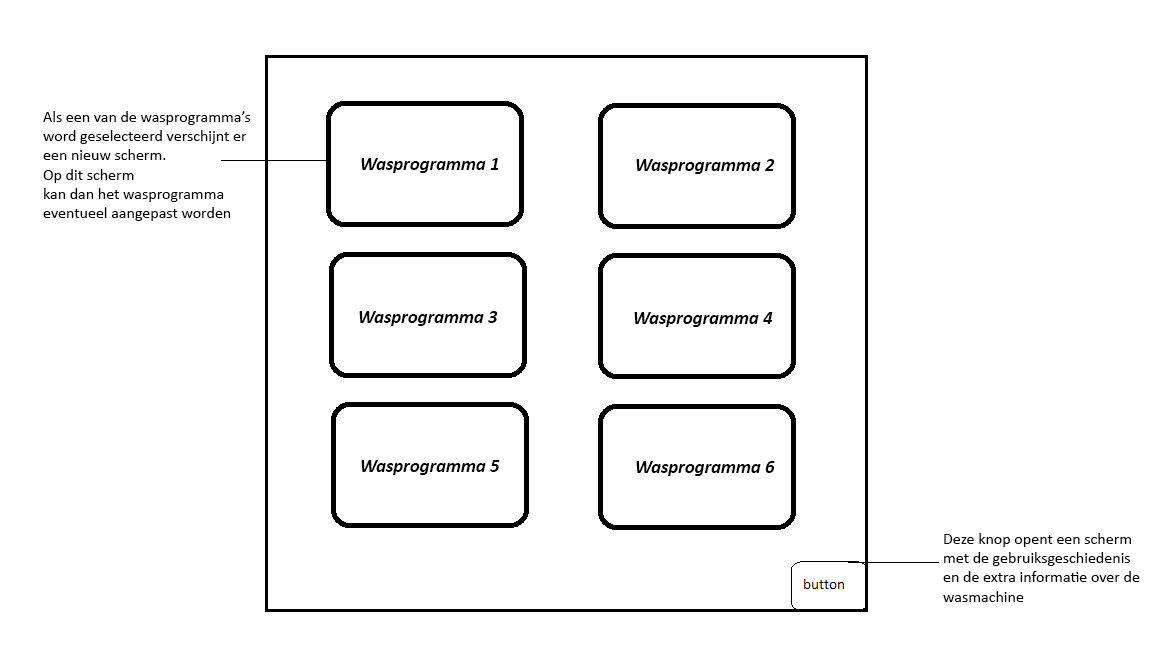 Als een van de wasprogramma's
word geselecteerd verschijnt er
een nieuw scherm.
Op dit scherm
kan dan het wasprogramma
eventueel aangepast worden
Wasprogramma 1
Wasprogramma 2
Wasprogramma 3
Wasprogramma 4
Wasprogramma 5
Wasprogramma 6
button
Deze knop opent een scherm
met de gebruiksgeschiedenis
en de extra informatie over de
wasmachine